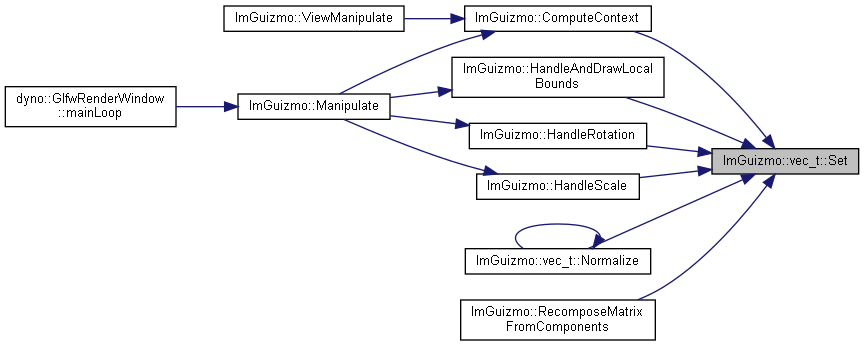 ImGuizmo::ViewManipulate
ImGuizmo::ComputeContext
ImGuizmo::HandleAndDrawLocal
Bounds
dyno::GlfwRenderWindow
::mainLoop
ImGuizmo::Manipulate
ImGuizmo::HandleRotation
ImGuizmo::vec_t::Set
ImGuizmo::HandleScale
ImGuizmo::vec_t::Normalize
ImGuizmo::RecomposeMatrix
FromComponents